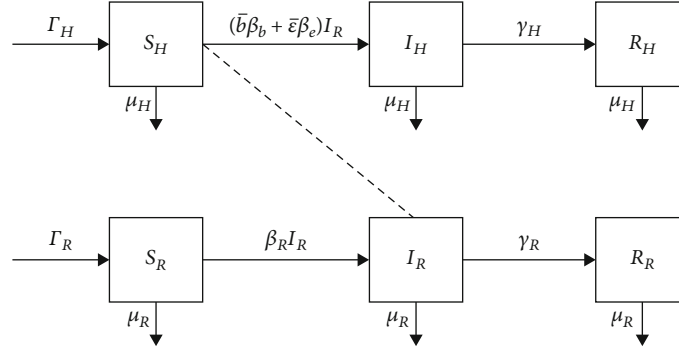 Γ_H S_H (b̄β_b + ε̄β_e)I_R I_H γ_H R_H
μ_H μ_H μ_H
Γ_R S_R β_R I_R I_R γ_R R_R
μ_R μ_R μ_R